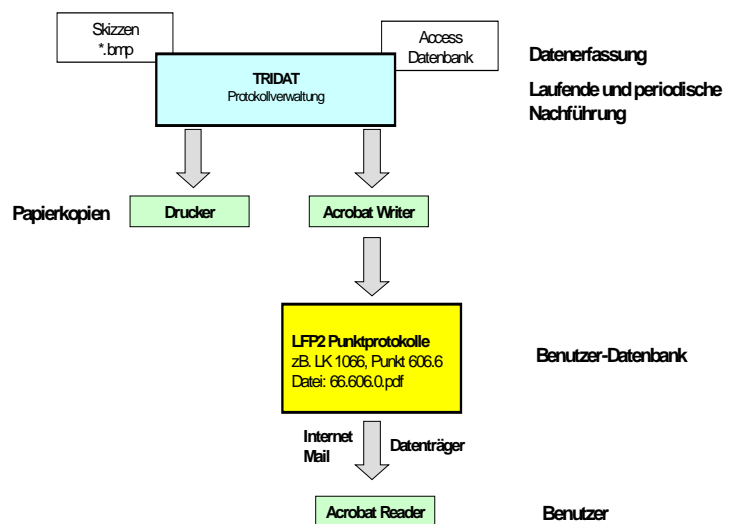 Skizzen
*.bmp
Access
Datenbank
Datenerfassung
TRIDAT
Protokollverwaltung
Laufende und periodische
Nachführung
Papierkopien
Drucker
Acrobat Writer
LFP2 Punktprotokolle
zB. LK 1066, Punkt 606.6
Datei: 66.606.0.pdf
Benutzer-Datenbank
Internet
Mail
Datenträger
Acrobat Reader
Benutzer